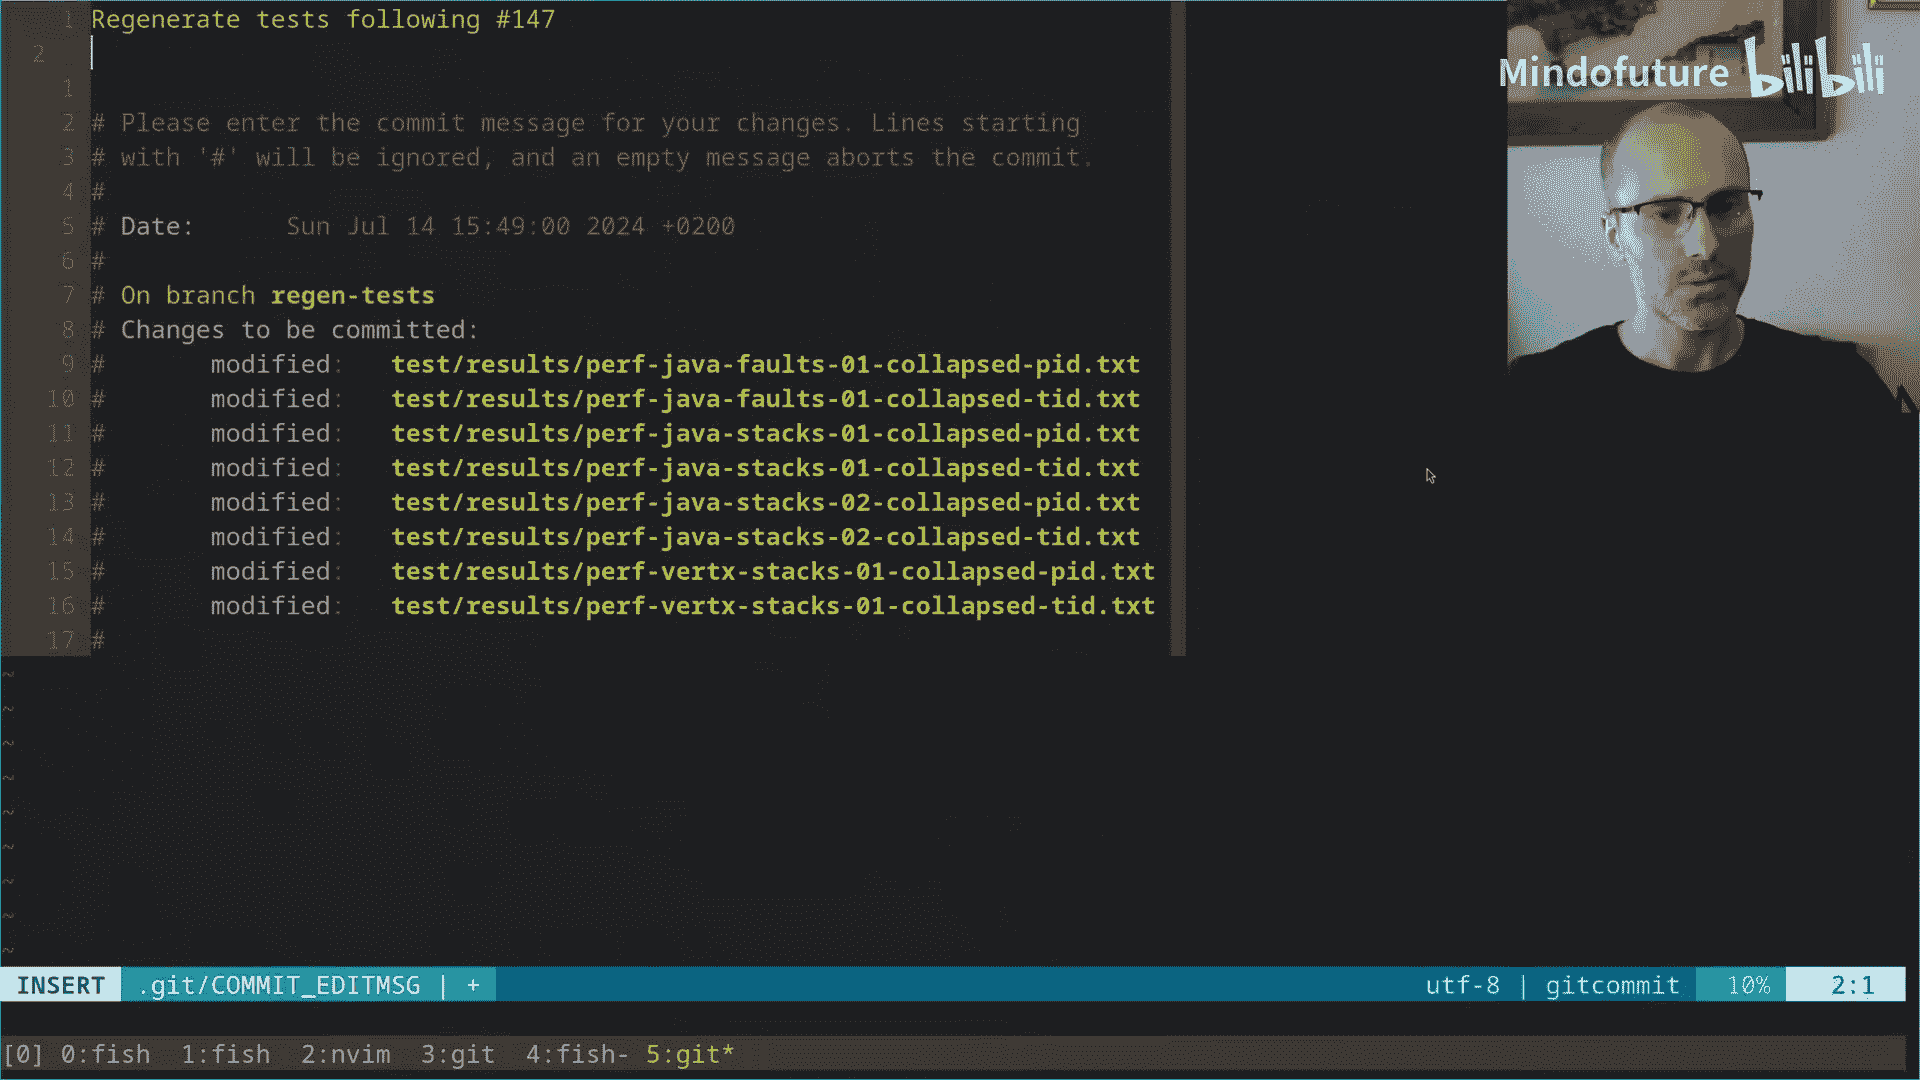 1 Regenerate tests following #147
2
1
2 # Please enter the commit message for your changes. Lines starting
3 # with '#' will be ignored, and an empty message aborts the commit.
4 #
5 # Date:      Sun Jul 14 15:49:00 2024 +0200
6 #
7 # On branch regen-tests
8 # Changes to be committed:
9 #       modified:   test/results/perf-java-faults-01-collapsed-pid.txt
10 #       modified:   test/results/perf-java-faults-01-collapsed-tid.txt
11 #       modified:   test/results/perf-java-stacks-01-collapsed-pid.txt
12 #       modified:   test/results/perf-java-stacks-01-collapsed-tid.txt
13 #       modified:   test/results/perf-java-stacks-02-collapsed-pid.txt
14 #       modified:   test/results/perf-java-stacks-02-collapsed-tid.txt
15 #       modified:   test/results/perf-vertx-stacks-01-collapsed-pid.txt
16 #       modified:   test/results/perf-vertx-stacks-01-collapsed-tid.txt
17 #
~
~
~
~
~
~
~
~
~
Mindofuture bilibili
INSERT .git/COMMIT_EDITMSG | + utf-8 | gitcommit 10% 2:1
[0] 0:fish 1:fish 2:nvim 3:git 4:fish- 5:git*